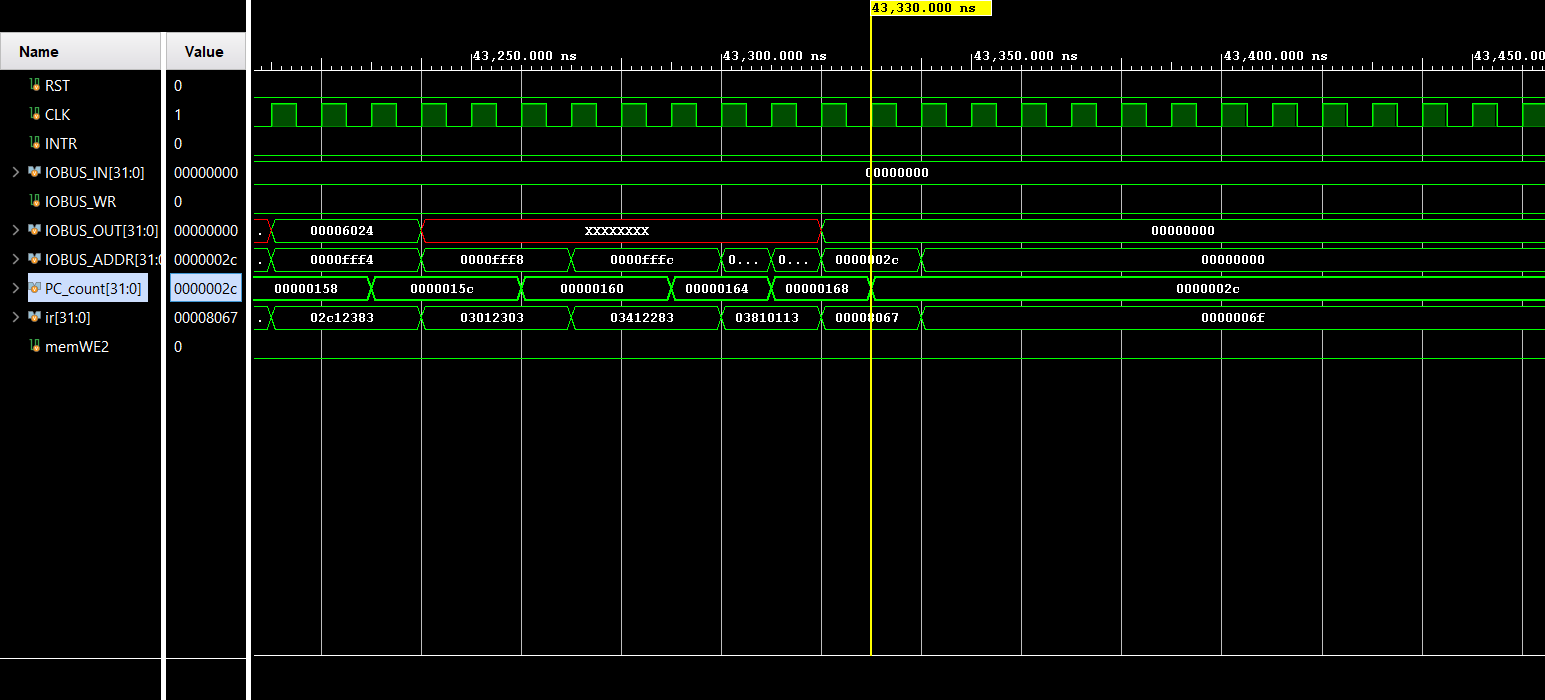 43,330.000 ns
Name Value
43,250.000 ns 43,300.000 ns 43,350.000 ns 43,400.000 ns 43,450.00
RST 0
CLK 1
INTR 0
IOBUS_IN[31:0] 00000000 00000000
IOBUS_WR 0
IOBUS_OUT[31:0] 00000000 . 00006024 XXXXXXXX 00000000
IOBUS_ADDR[31:0 0000002c . 0000fff4 0000fff8 0000fffc 0... 0... 0000002c 00000000
PC_count[31:0] 0000002c 00000158 0000015c 00000160 00000164 00000168 0000002c
ir[31:0] 00008067 . 02c12383 03012303 03412283 03810113 00008067 0000006f
memWE2 0